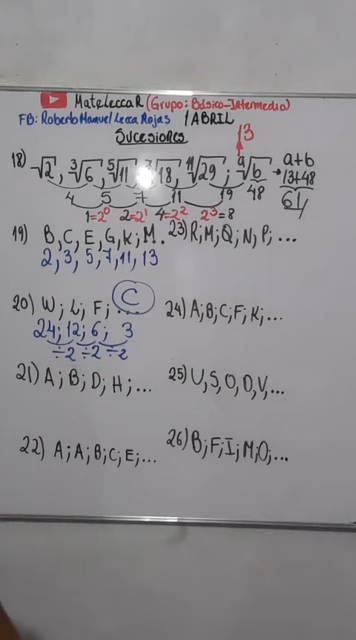 MateLeccaR (Grupo: Básico-Intermedia)
FB: Roberto Manuel Lecca Rojas / ABRIL
Sucesiones
13
18) √2, ³√6, ⁵√11, ⁷√18, ¹¹√29; ᵃ√b → a+b
13+48
4 5 7 11 19 48 61//
1=2⁰ 2=2¹ 4=2² 2³=8
19) B, C, E, G, K; M.
2, 3, 5, 7, 11, 13
23) R; M; Q; N; P; ...
20) W; L; F; ... C
24; 12; 6; 3
÷2 ÷2 ÷2
24) A; B; C; F; K; ...
21) A; B; D; H; ...
25) U, S, O, D, V, ...
22) A; A; B; C; E; ...
26) B; F; I; M; O; ...